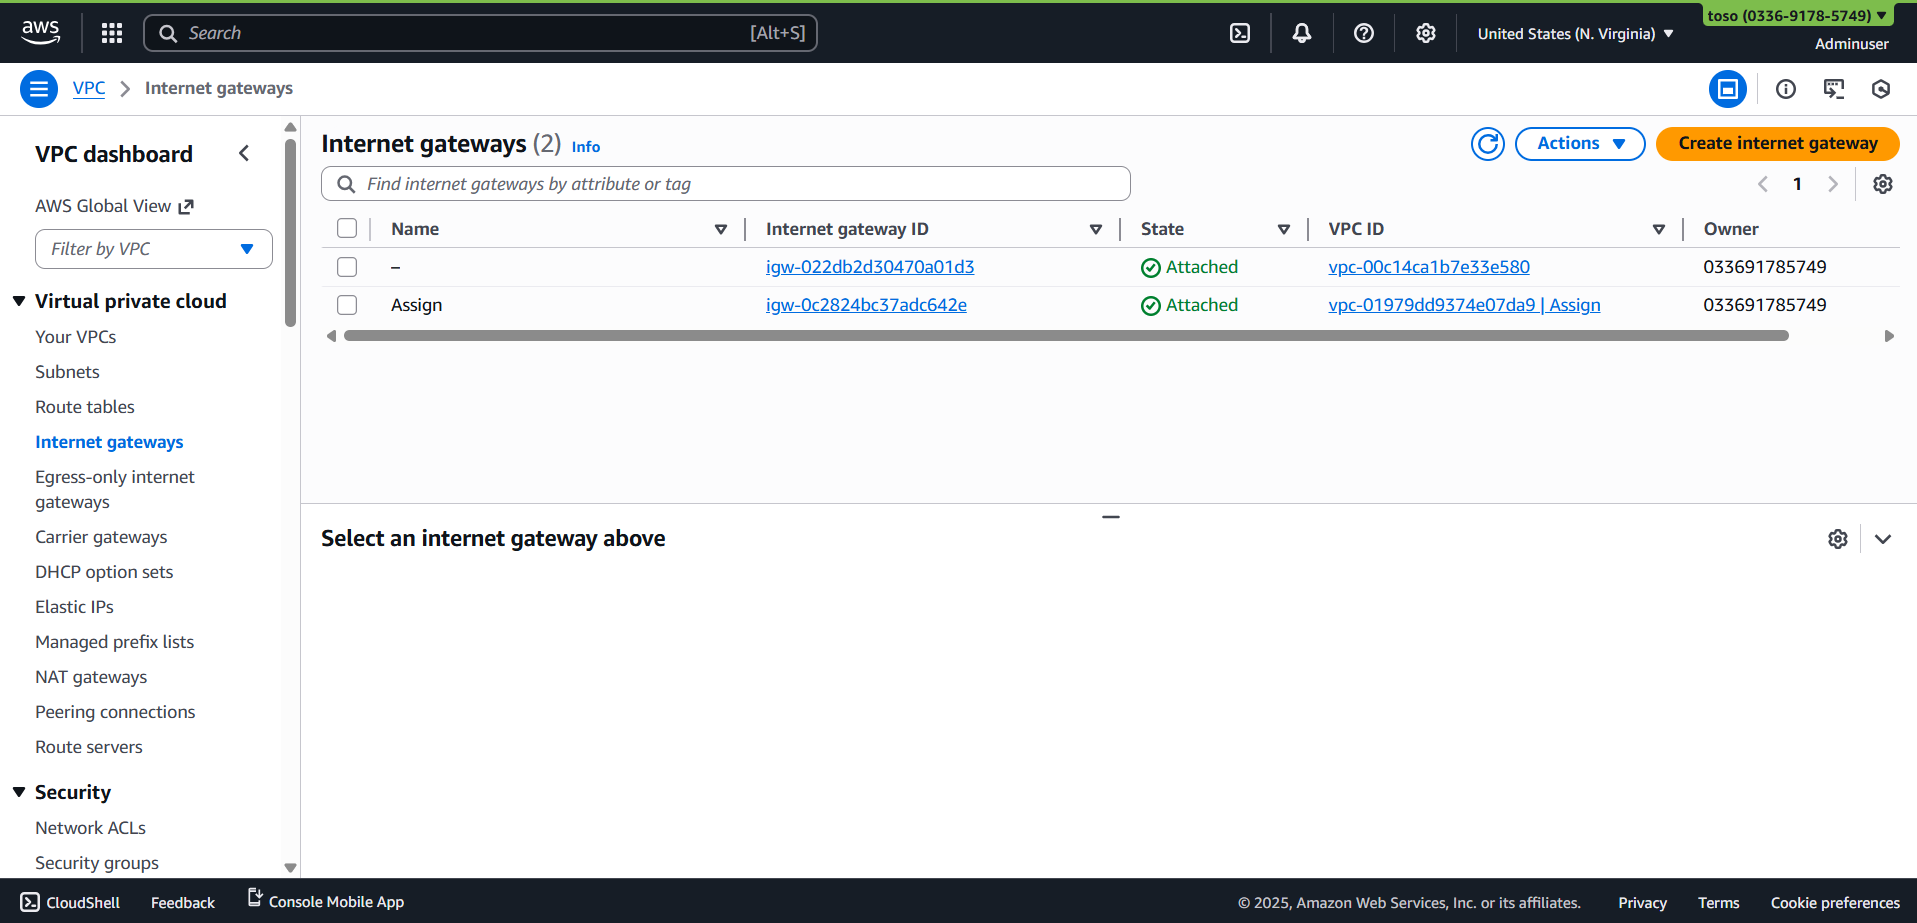 aws
Search
[Alt+S]
United States (N. Virginia)
toso (0336-9178-5749)
Adminuser
VPC
Internet gateways
VPC dashboard
AWS Global View
Filter by VPC
Virtual private cloud
Your VPCs
Subnets
Route tables
Internet gateways
Egress-only internet
gateways
Carrier gateways
DHCP option sets
Elastic IPs
Managed prefix lists
NAT gateways
Peering connections
Route servers
Security
Network ACLs
Security groups
Internet gateways (2) Info
Actions
Create internet gateway
Find internet gateways by attribute or tag
1
Name Internet gateway ID State VPC ID Owner
– igw-022db2d30470a01d3 Attached vpc-00c14ca1b7e33e580 033691785749
Assign igw-0c2824bc37adc642e Attached vpc-01979dd9374e07da9 | Assign 033691785749
Select an internet gateway above
CloudShell Feedback Console Mobile App
© 2025, Amazon Web Services, Inc. or its affiliates. Privacy Terms Cookie preferences